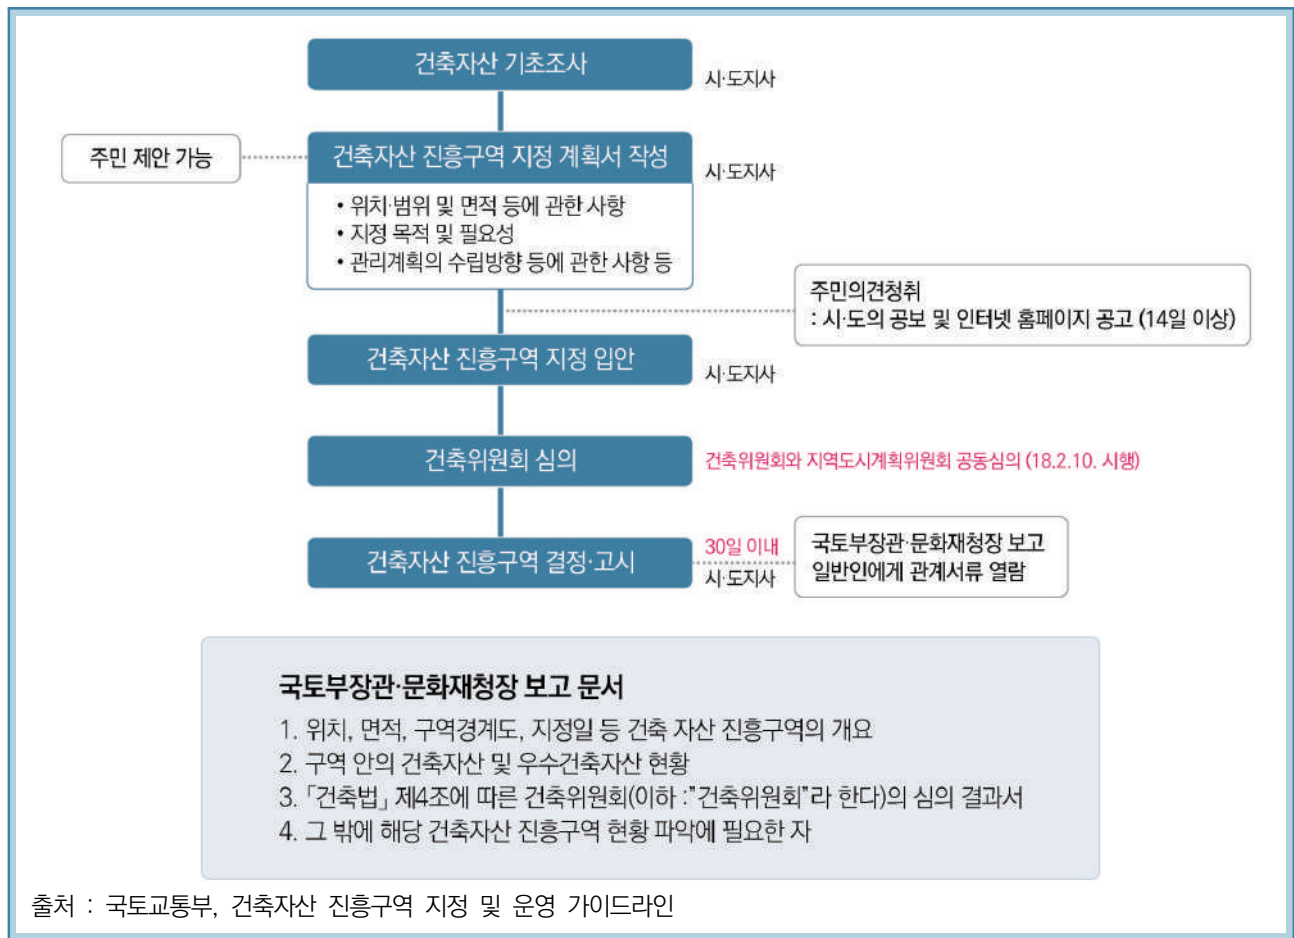 건축자산 기초조사
시·도지사
주민 제안 가능
건축자산 진흥구역 지정 계획서 작성
시·도지사
• 위치·범위 및 면적 등에 관한 사항
• 지정 목적 및 필요성
• 관리계획의 수립방향 등에 관한 사항 등
주민의견청취
: 시·도의 공보 및 인터넷 홈페이지 공고 (14일 이상)
건축자산 진흥구역 지정 입안
시·도지사
건축위원회 심의
건축위원회와 지역도시계획위원회 공동심의 (18.2.10. 시행)
건축자산 진흥구역 결정·고시
30일 이내
시·도지사
국토부장관·문화재청장 보고
일반인에게 관계서류 열람
국토부장관·문화재청장 보고 문서
1. 위치, 면적, 구역경계도, 지정일 등 건축 자산 진흥구역의 개요
2. 구역 안의 건축자산 및 우수건축자산 현황
3. 「건축법」 제4조에 따른 건축위원회(이하 :"건축위원회"라 한다)의 심의 결과서
4. 그 밖에 해당 건축자산 진흥구역 현황 파악에 필요한 자
출처 : 국토교통부, 건축자산 진흥구역 지정 및 운영 가이드라인